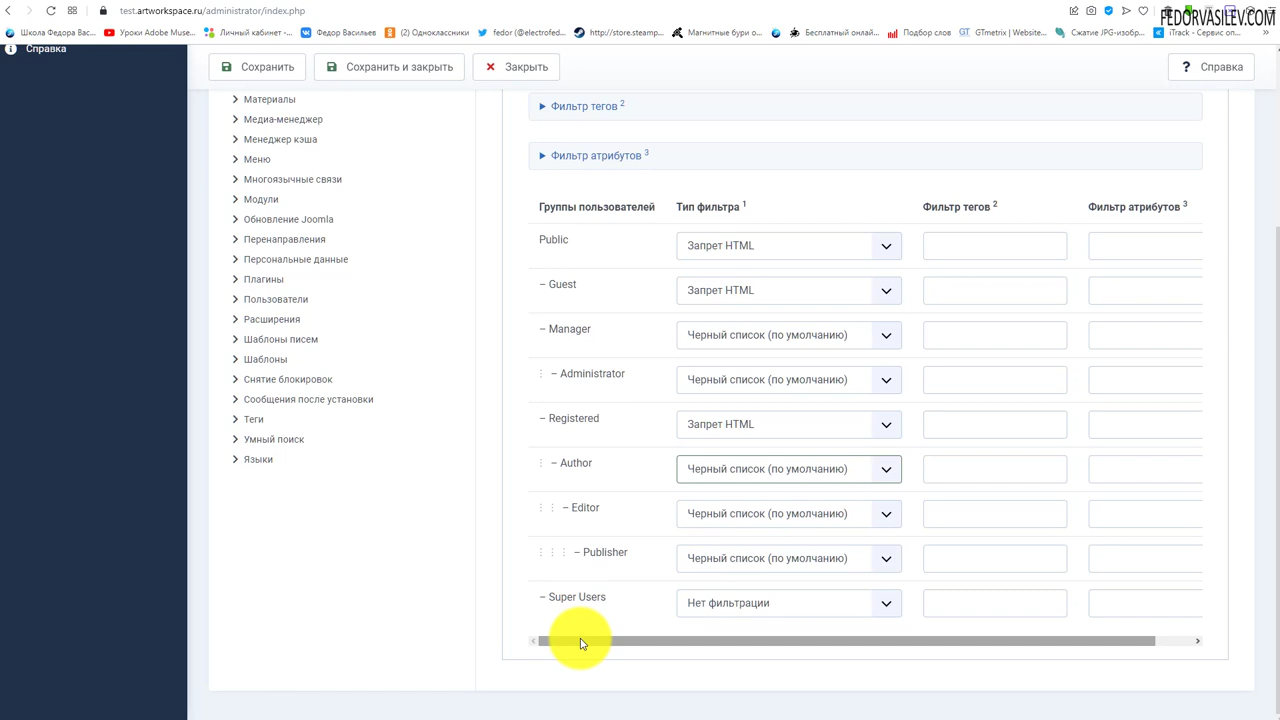 test.artworkspace.ru/administrator/index.php
FEDORVASILEV.COM
Школа Федора Вас...
Уроки Adobe Muse...
Личный кабинет -...
Федор Васильев
(2) Одноклассники
fedor (@electrofed...
http://store.steamp...
Магнитные бури о...
Бесплатный онлай...
Подбор слов
GTmetrix | Website...
Сжатие JPG-изобр...
iTrack - Сервис оп...
Справка
Сохранить
Сохранить и закрыть
Закрыть
? Справка
Материалы
Медиа-менеджер
Менеджер кэша
Меню
Многоязычные связи
Модули
Обновление Joomla
Перенаправления
Персональные данные
Плагины
Пользователи
Расширения
Шаблоны писем
Шаблоны
Снятие блокировок
Сообщения после установки
Теги
Умный поиск
Языки
Фильтр тегов 2
Фильтр атрибутов 3
Группы пользователей Тип фильтра 1 Фильтр тегов 2 Фильтр атрибутов 3
Public Запрет HTML
– Guest Запрет HTML
– Manager Черный список (по умолчанию)
– Administrator Черный список (по умолчанию)
– Registered Запрет HTML
– Author Черный список (по умолчанию)
– Editor Черный список (по умолчанию)
– Publisher Черный список (по умолчанию)
– Super Users Нет фильтрации